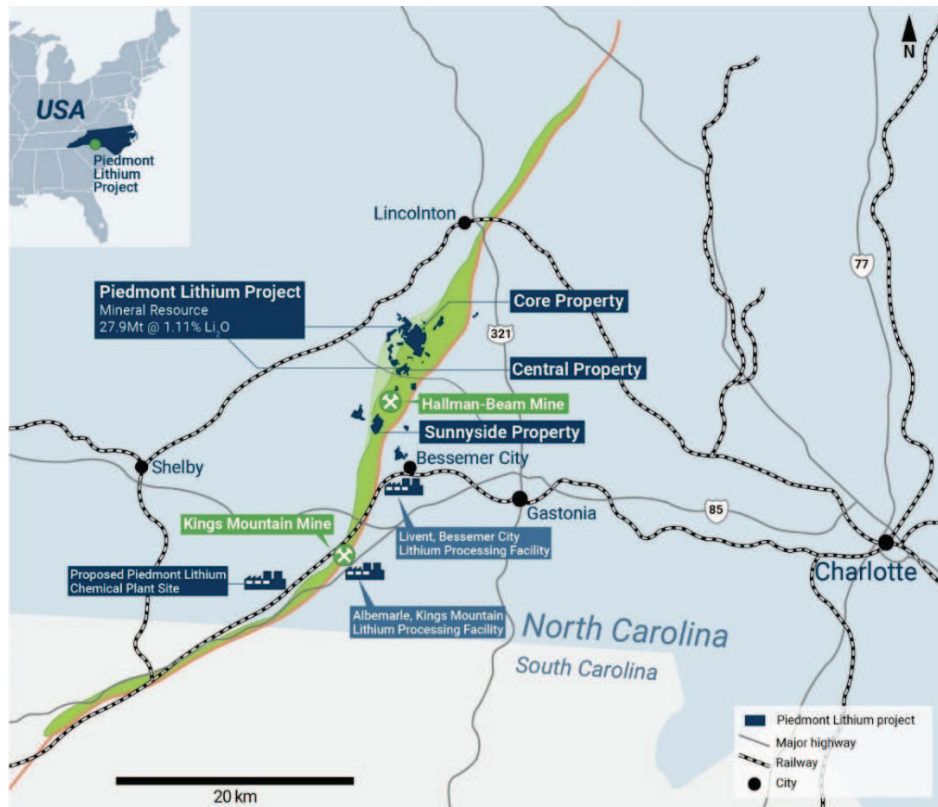 N
USA
Piedmont
Lithium
Project
Lincolnton
77
Piedmont Lithium Project
Mineral Resource
27.9Mt @ 1.11% Li₂O
Core Property
321
Central Property
Hallman-Beam Mine
Sunnyside Property
Bessemer City
Shelby
Gastonia
85
Kings Mountain Mine
Livent, Bessemer City
Lithium Processing Facility
Charlotte
Proposed Piedmont Lithium
Chemical Plant Site
Albemarle, Kings Mountain
Lithium Processing Facility
North Carolina
South Carolina
Piedmont Lithium project
Major highway
Railway
City
20 km